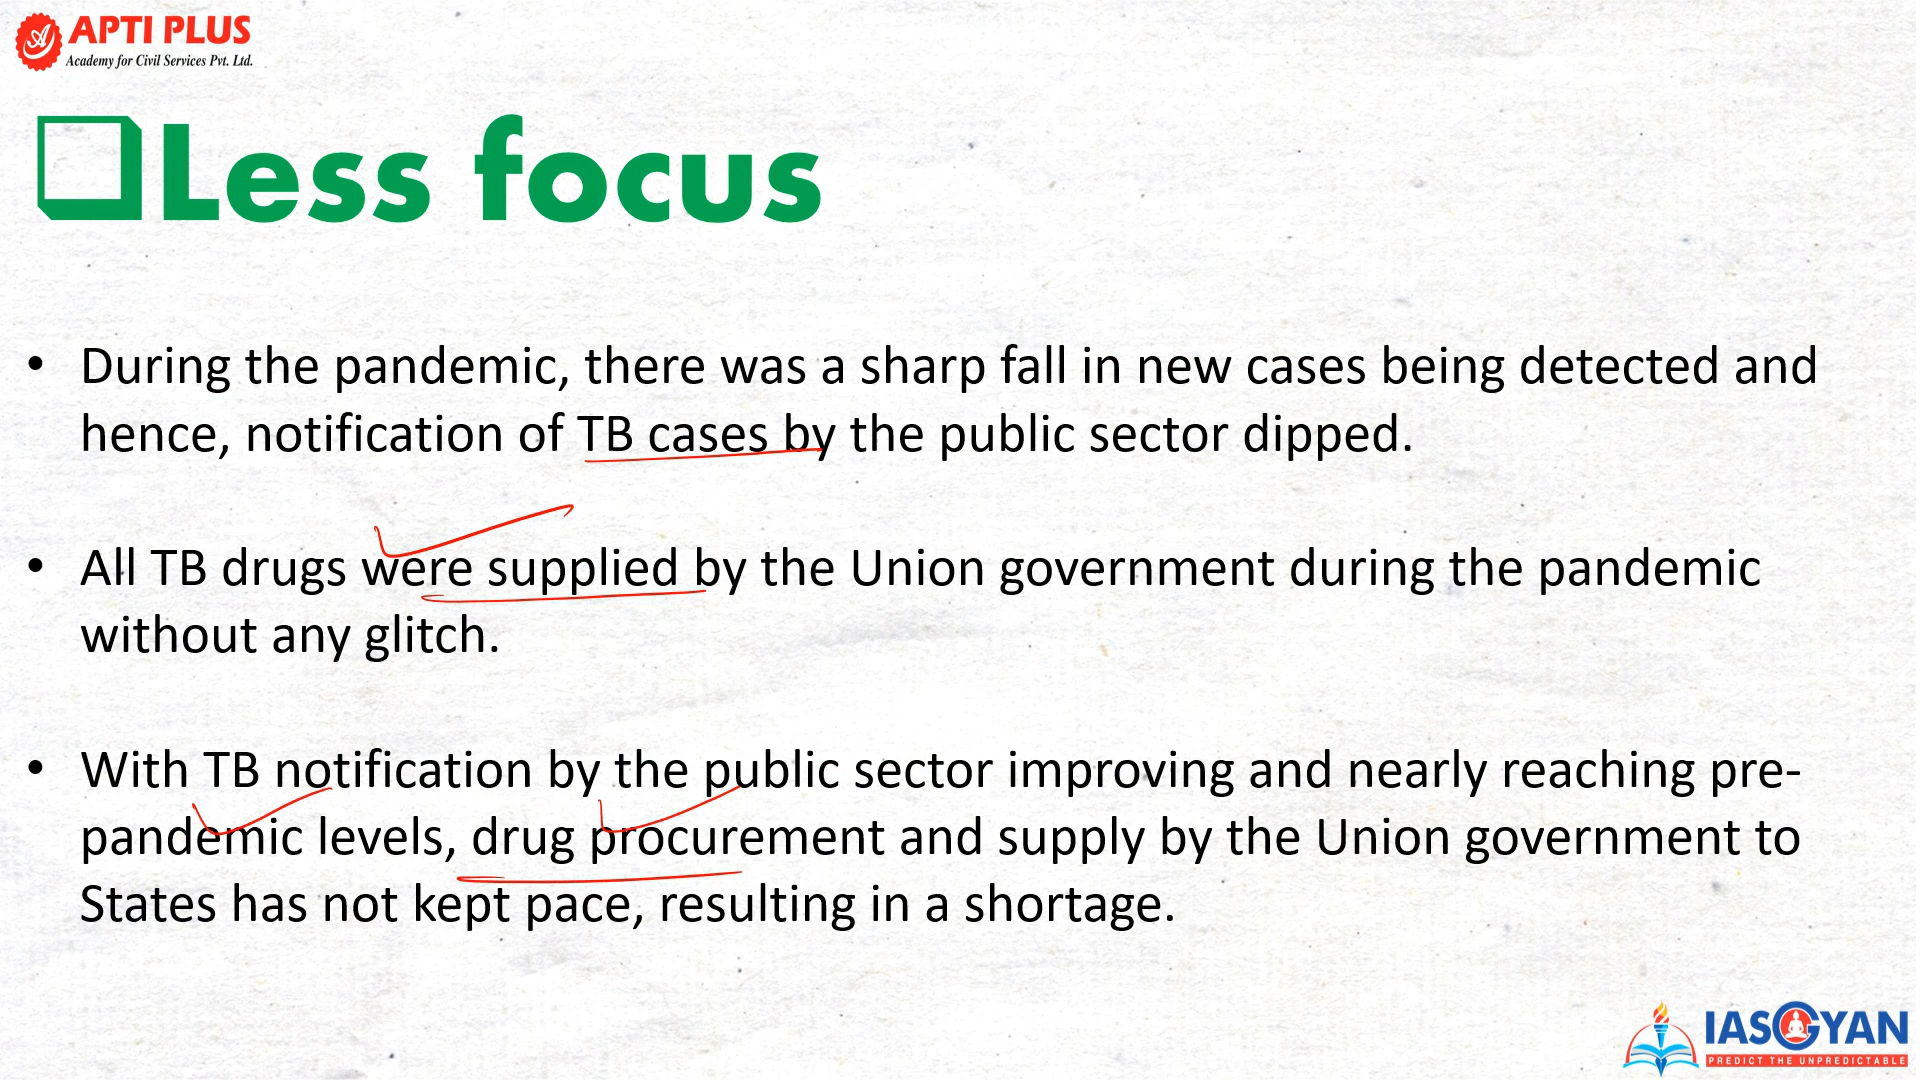 APTI PLUS
Academy for Civil Services Pvt. Ltd.
Less focus
• During the pandemic, there was a sharp fall in new cases being detected and
hence, notification of TB cases by the public sector dipped.
• All TB drugs were supplied by the Union government during the pandemic
without any glitch.
• With TB notification by the public sector improving and nearly reaching pre-
pandemic levels, drug procurement and supply by the Union government to
States has not kept pace, resulting in a shortage.
IASGYAN
PREDICT THE UNPREDICTABLE